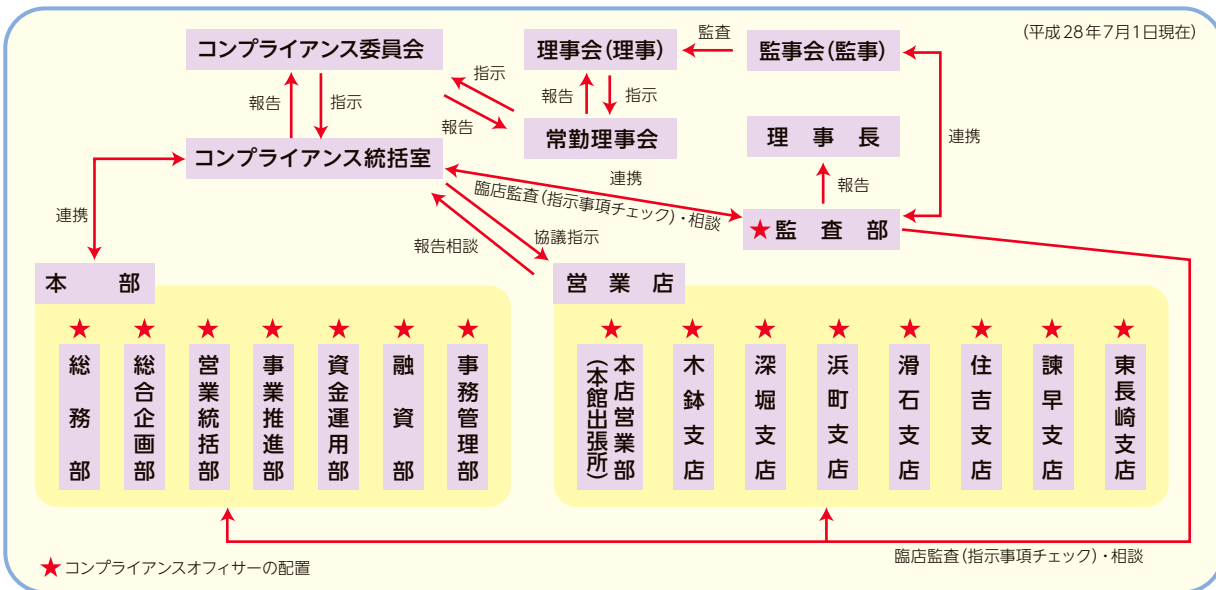 (平成28年7月1日現在)
コンプライアンス委員会
理事会(理事)
監査
監事会(監事)
報告
指示
指示
報告
報告
指示
常勤理事会
理事長
連携
コンプライアンス統括室
連携
臨店監査(指示事項チェック)・相談
報告
★監査部
連携
報告相談
協議指示
本部
営業店
★ ★ ★ ★ ★ ★ ★
総務部
総合企画部
営業統括部
事業推進部
資金運用部
融資部
事務管理部
★ ★ ★ ★ ★ ★ ★ ★
本店営業部
(本館出張所)
木鉢支店
深堀支店
浜町支店
滑石支店
住吉支店
諫早支店
東長崎支店
臨店監査(指示事項チェック)・相談
★コンプライアンスオフィサーの配置